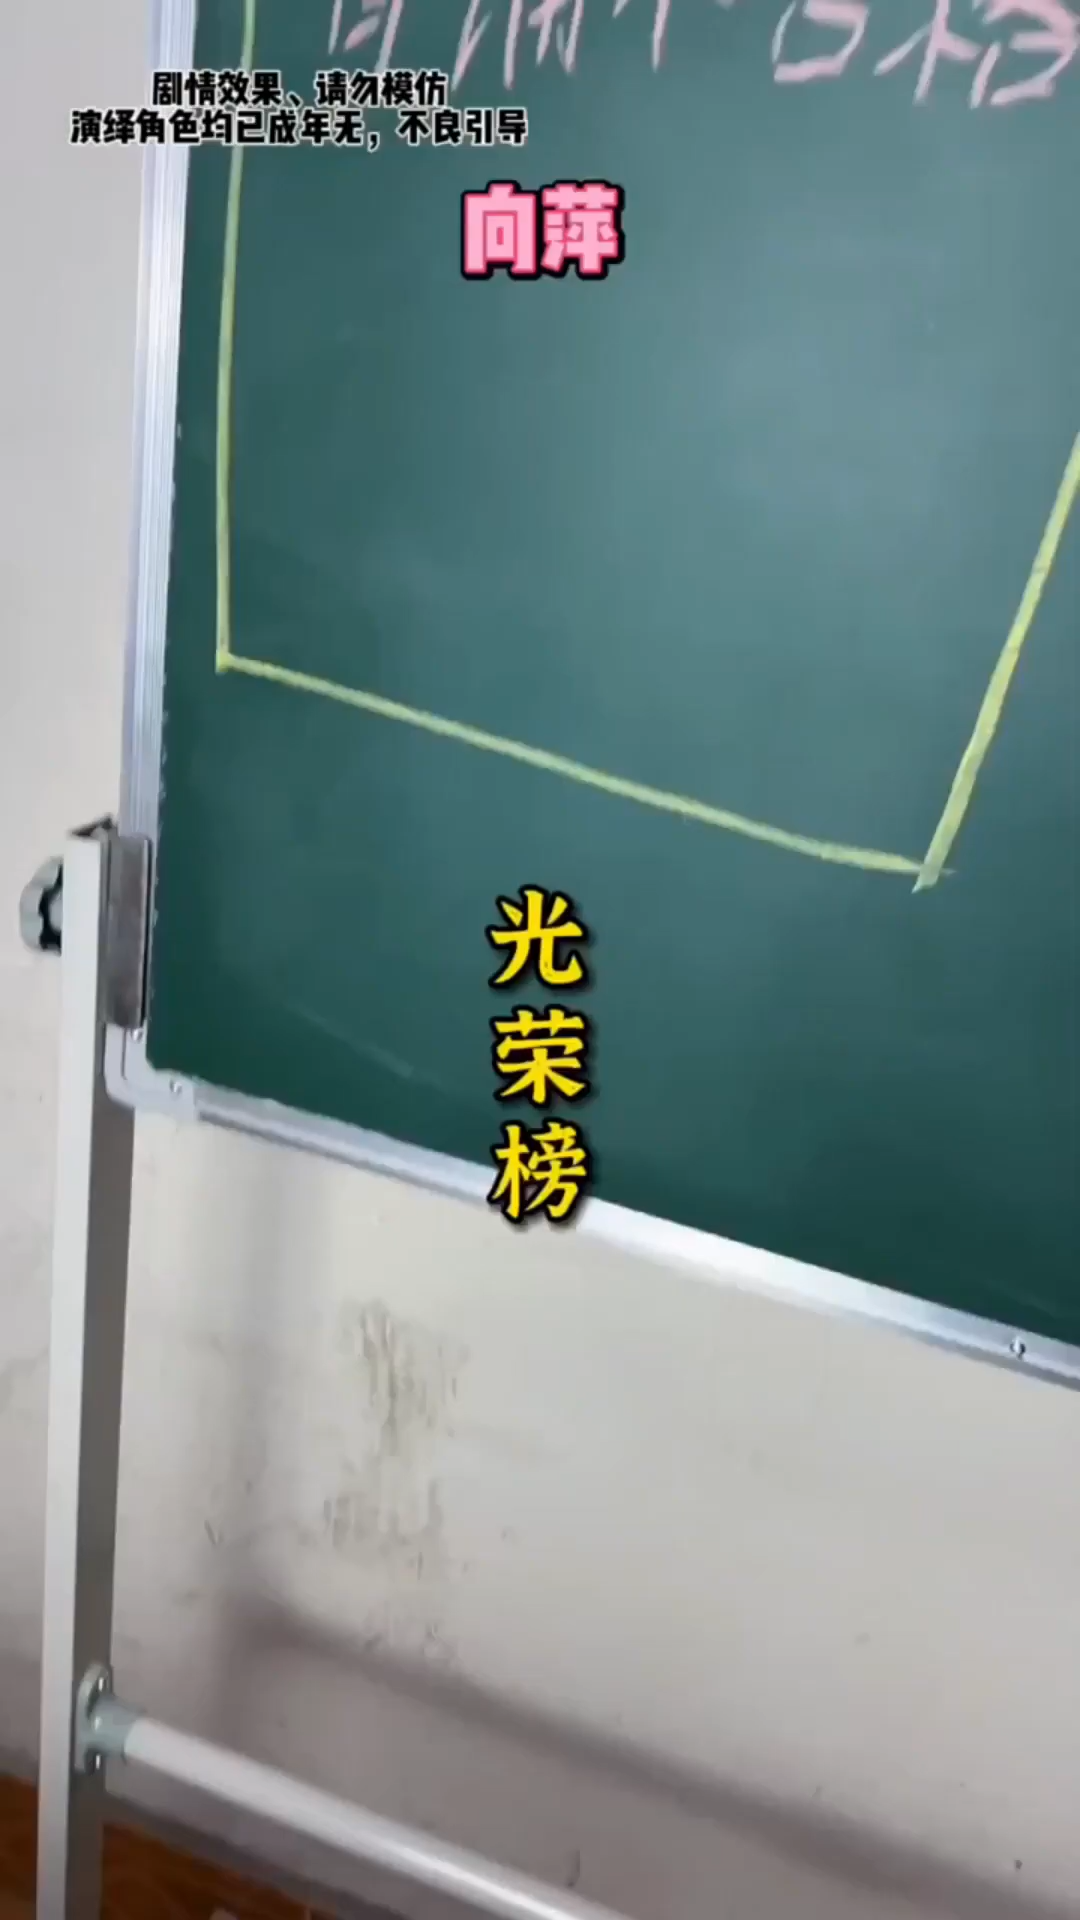 剧情效果、请勿模仿
演绎角色均已成年无，不良引导
向萍
光
荣
榜